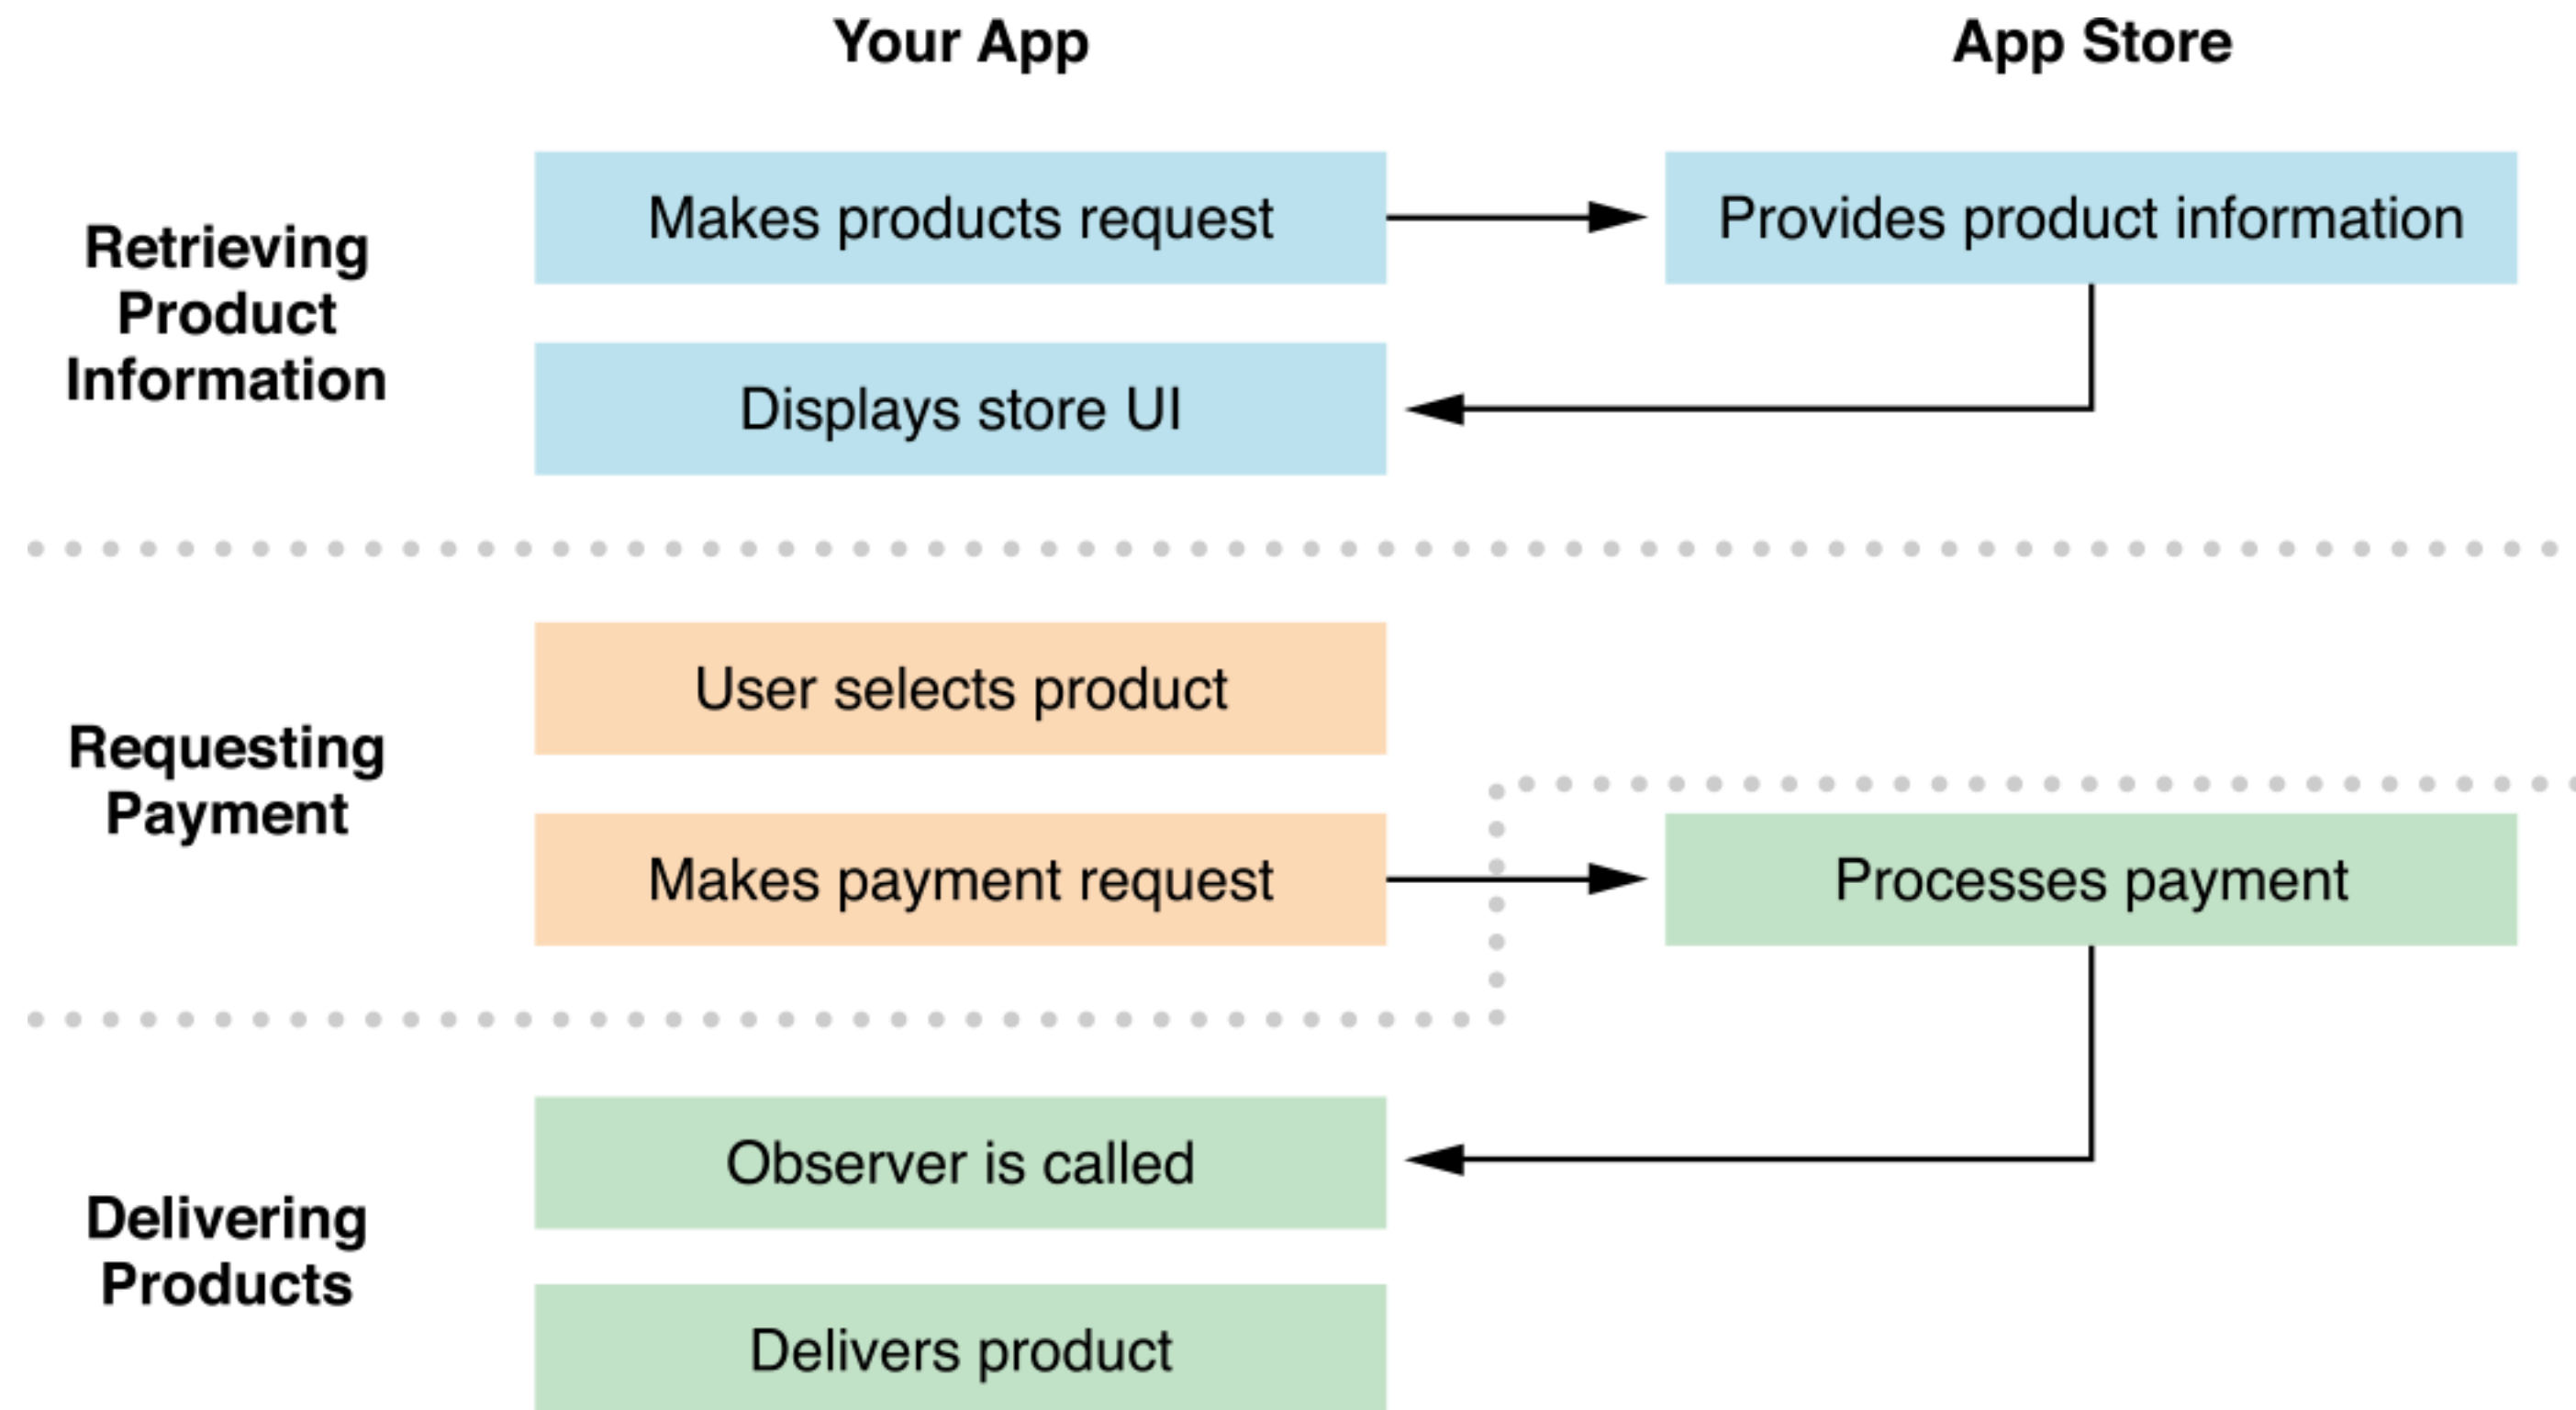 Your App
App Store
Retrieving
Product
Information
Makes products request
Provides product information
Displays store UI
Requesting
Payment
User selects product
Makes payment request
Processes payment
Delivering
Products
Observer is called
Delivers product